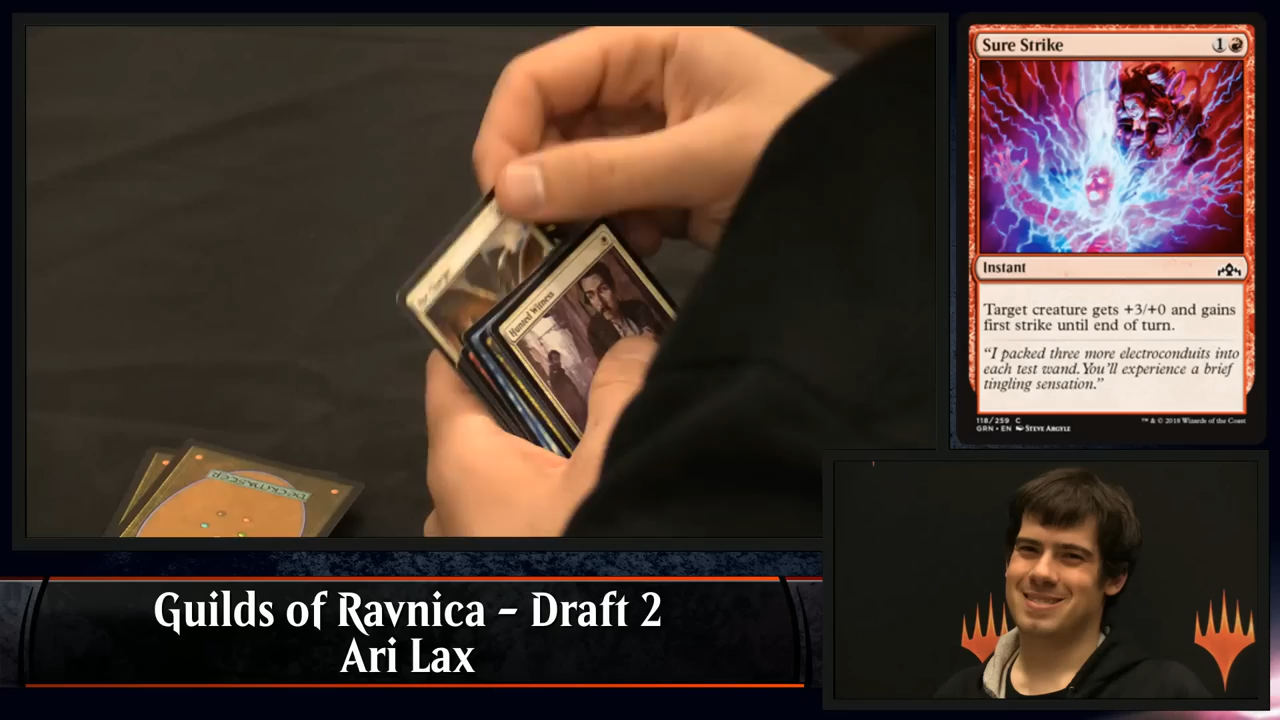 Sure Strike
1
Instant
Target creature gets +3/+0 and gains
first strike until end of turn.
“I packed three more electroconduits into
each test wand. You’ll experience a brief
tingling sensation.”
118/259 C
GRN • EN STEVE ARGYLE
™ & © 2018 Wizards of the Coast
Hunted Witness
DECKMASTER
Guilds of Ravnica – Draft 2
Ari Lax